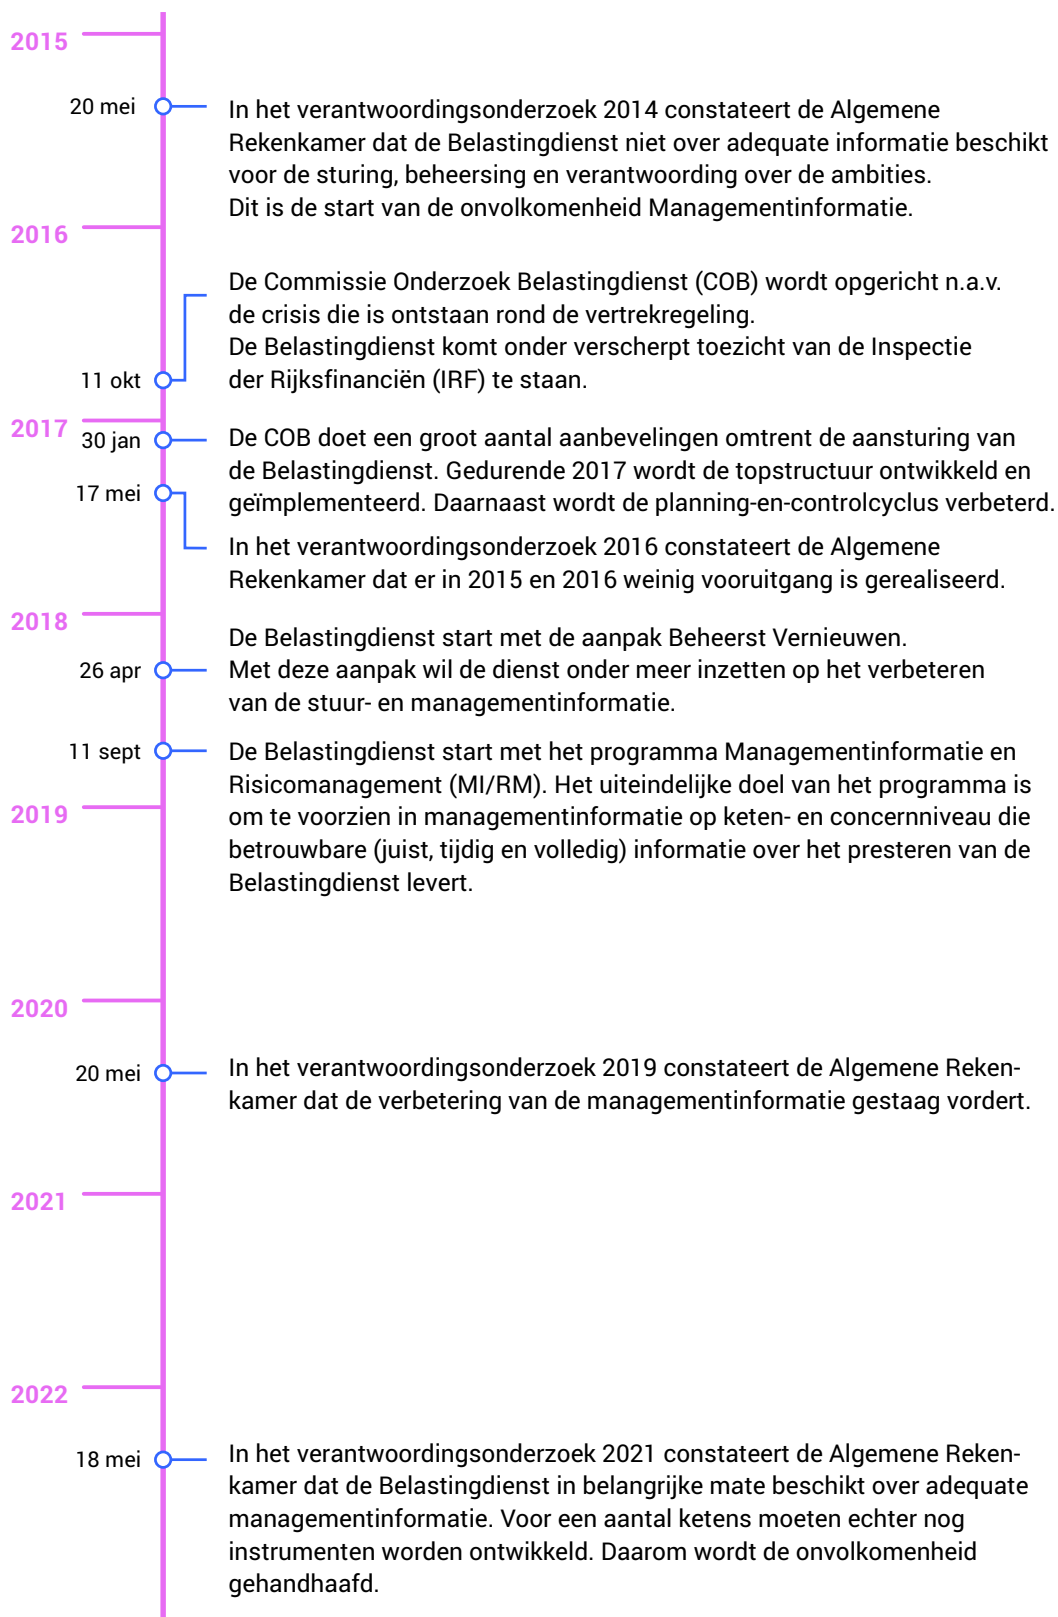 2015
20 mei
In het verantwoordingsonderzoek 2014 constateert de Algemene
Rekenkamer dat de Belastingdienst niet over adequate informatie beschikt
voor de sturing, beheersing en verantwoording over de ambities.
Dit is de start van de onvolkomenheid Managementinformatie.
2016
De Commissie Onderzoek Belastingdienst (COB) wordt opgericht n.a.v.
de crisis die is ontstaan rond de vertrekregeling.
De Belastingdienst komt onder verscherpt toezicht van de Inspectie
der Rijksfinanciën (IRF) te staan.
11 okt
2017
30 jan
De COB doet een groot aantal aanbevelingen omtrent de aansturing van
de Belastingdienst. Gedurende 2017 wordt de topstructuur ontwikkeld en
geïmplementeerd. Daarnaast wordt de planning-en-controlcyclus verbeterd.
17 mei
In het verantwoordingsonderzoek 2016 constateert de Algemene
Rekenkamer dat er in 2015 en 2016 weinig vooruitgang is gerealiseerd.
2018
26 apr
De Belastingdienst start met de aanpak Beheerst Vernieuwen.
Met deze aanpak wil de dienst onder meer inzetten op het verbeteren
van de stuur- en managementinformatie.
11 sept
De Belastingdienst start met het programma Managementinformatie en
Risicomanagement (MI/RM). Het uiteindelijke doel van het programma is
om te voorzien in managementinformatie op keten- en concernniveau die
betrouwbare (juist, tijdig en volledig) informatie over het presteren van de
Belastingdienst levert.
2019
2020
20 mei
In het verantwoordingsonderzoek 2019 constateert de Algemene Reken-
kamer dat de verbetering van de managementinformatie gestaag vordert.
2021
2022
18 mei
In het verantwoordingsonderzoek 2021 constateert de Algemene Reken-
kamer dat de Belastingdienst in belangrijke mate beschikt over adequate
managementinformatie. Voor een aantal ketens moeten echter nog
instrumenten worden ontwikkeld. Daarom wordt de onvolkomenheid
gehandhaafd.